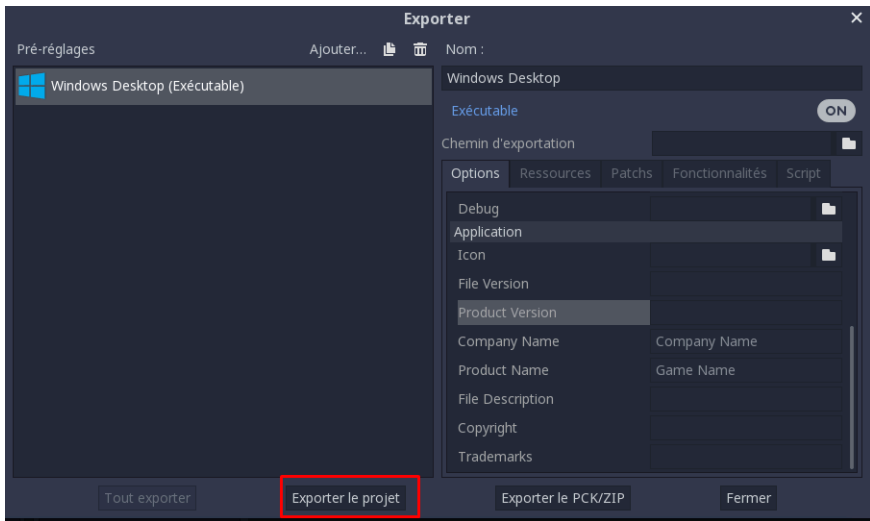 Exporter
Pré-réglages
Ajouter...
Windows Desktop (Exécutable)
Nom :
Windows Desktop
Exécutable
ON
Chemin d'exportation
Options Ressources Patchs Fonctionnalités Script
Debug
Application
Icon
File Version
Product Version
Company Name Company Name
Product Name Game Name
File Description
Copyright
Trademarks
Tout exporter Exporter le projet Exporter le PCK/ZIP Fermer